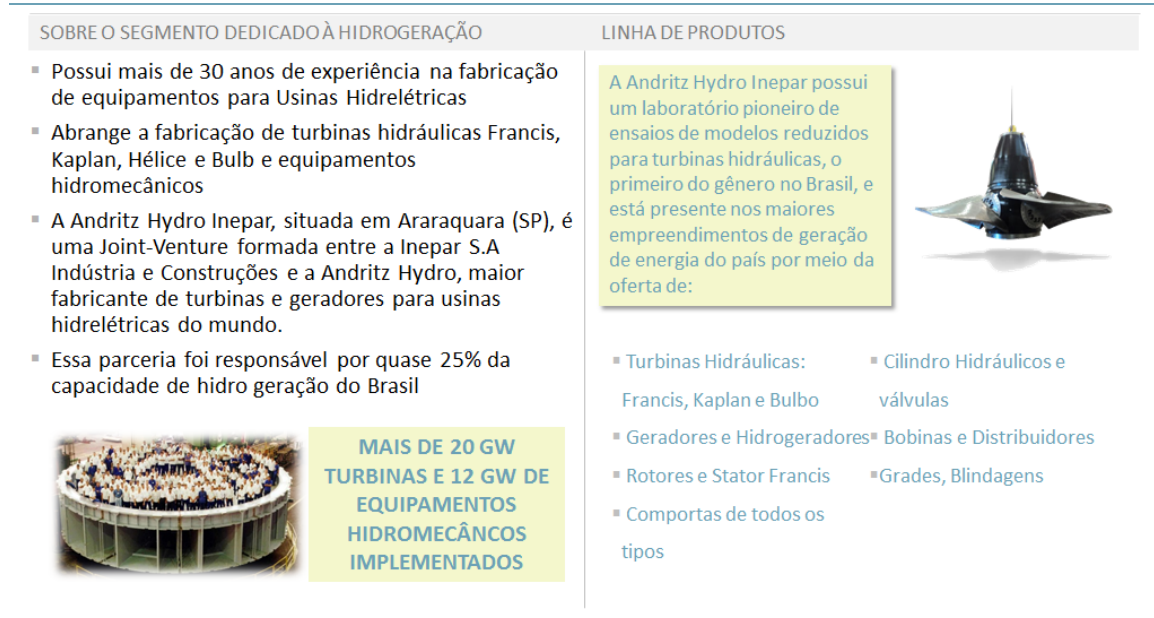 SOBRE O SEGMENTO DEDICADO À HIDROGERAÇÃO
Possui mais de 30 anos de experiência na fabricação
de equipamentos para Usinas Hidrelétricas
Abrange a fabricação de turbinas hidráulicas Francis,
Kaplan, Hélice e Bulb e equipamentos
hidromecânicos
A Andritz Hydro Inepar, situada em Araraquara (SP), é
uma Joint-Venture formada entre a Inepar S.A
Indústria e Construções e a Andritz Hydro, maior
fabricante de turbinas e geradores para usinas
hidrelétricas do mundo.
Essa parceria foi responsável por quase 25% da
capacidade de hidro geração do Brasil
MAIS DE 20 GW
TURBINAS E 12 GW DE
EQUIPAMENTOS
HIDROMECÂNCOS
IMPLEMENTADOS
LINHA DE PRODUTOS
A Andritz Hydro Inepar possui
um laboratório pioneiro de
ensaios de modelos reduzidos
para turbinas hidráulicas, o
primeiro do gênero no Brasil, e
está presente nos maiores
empreendimentos de geração
de energia do país por meio da
oferta de:
Turbinas Hidráulicas:
Francis, Kaplan e Bulbo
Geradores e Hidrogeradores
Rotores e Stator Francis
Comportas de todos os
tipos
Cilindro Hidráulicos e
válvulas
Bobinas e Distribuidores
Grades, Blindagens